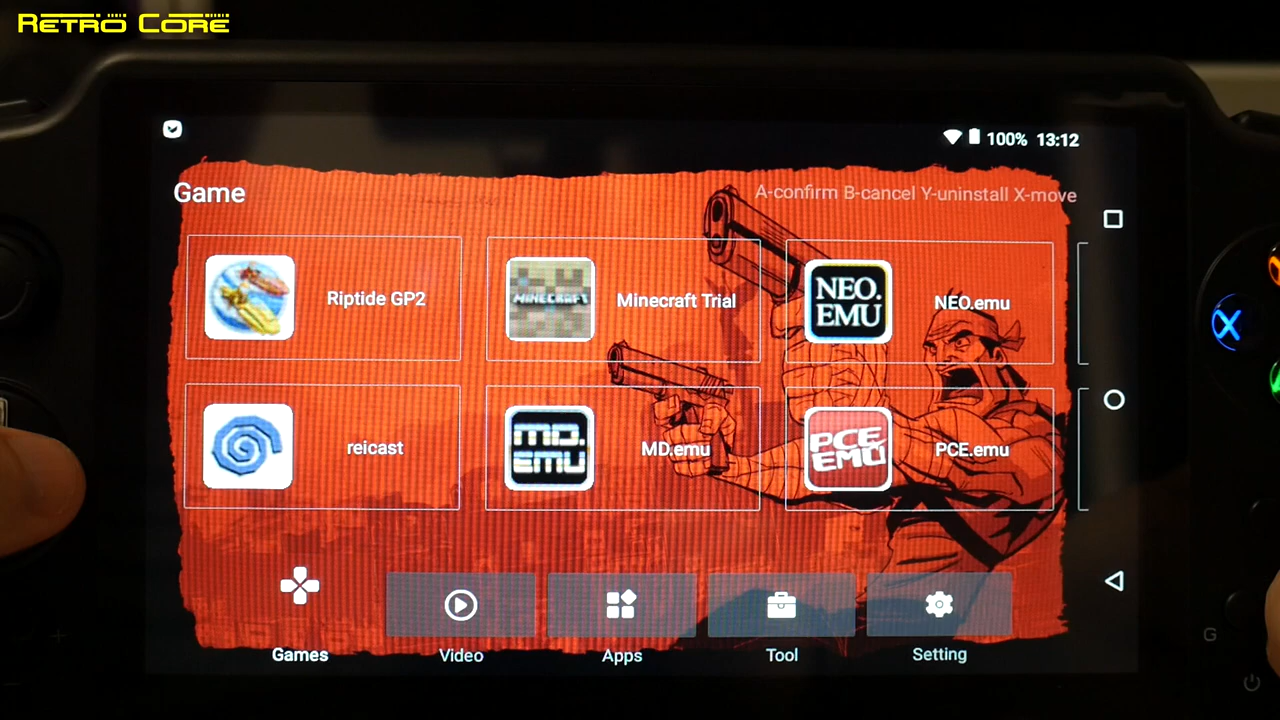 RETRO CORE
100% 13:12
Game
A-confirm B-cancel Y-uninstall X-move
Riptide GP2
MINECRAFT
Minecraft Trial
NEO.
EMU
NEO.emu
reicast
MD.
EMU
MD.emu
PCE.
EMU
PCE.emu
Games
Video
Apps
Tool
Setting
X
G